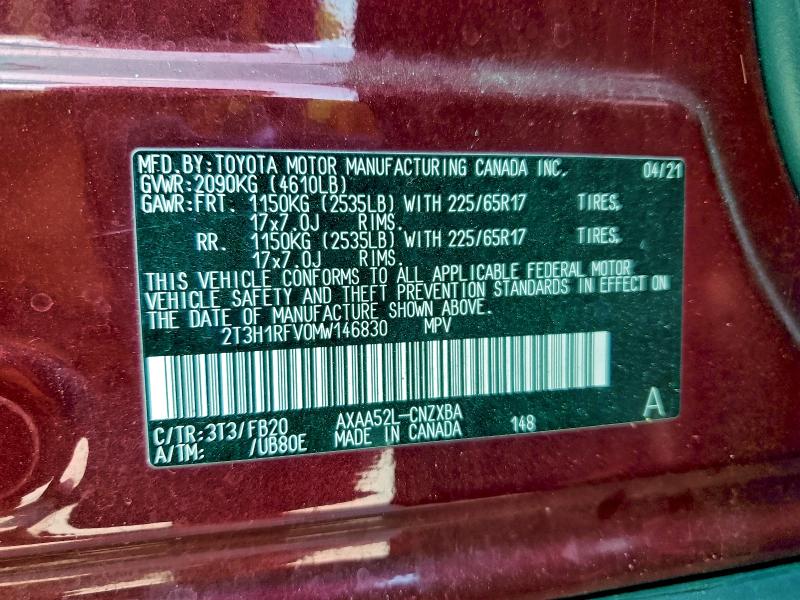 MFD.BY:TOYOTA MOTOR MANUFACTURING CANADA INC. 04/21
GVWR:2090KG (4610LB)
GAWR:FRT. 1150KG (2535LB) WITH 225/65R17 TIRES,
17x7.0J RIMS.
RR. 1150KG (2535LB) WITH 225/65R17 TIRES,
17x7.0J RIMS.
THIS VEHICLE CONFORMS TO ALL APPLICABLE FEDERAL MOTOR
VEHICLE SAFETY AND THEFT PREVENTION STANDARDS IN EFFECT ON
THE DATE OF MANUFACTURE SHOWN ABOVE.
2T3H1RFV0MW146830 MPV
C/TR:3T3/FB20 AXAA52L-CNZXBA
A/TM: /UB80E MADE IN CANADA 148 A